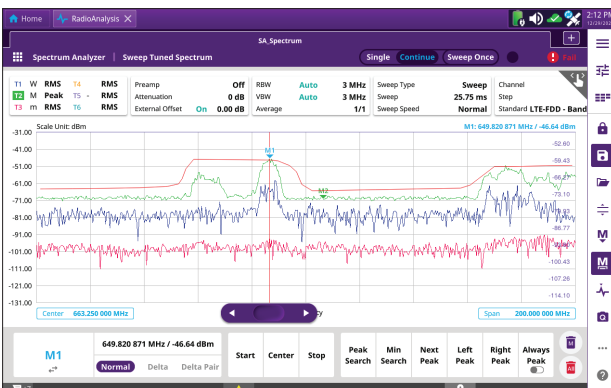 Home RadioAnalysis 2:12 PM
SA_Spectrum
Spectrum Analyzer | Sweep Tuned Spectrum Single Continue Sweep Once Fail
T1 W RMS T4 RMS Preamp Off RBW Auto 3 MHz Sweep Type Sweep Channel
T2 M Peak T5 - RMS Attenuation 0 dB VBW Auto 3 MHz Sweep 25.75 ms Step
T3 m RMS T6 RMS External Offset On 0.00 dB Average 1/1 Sweep Speed Normal Standard LTE-FDD - Band
Scale Unit: dBm M1: 649.820 871 MHz / -46.64 dBm
-31.00
-52.60
-41.00
M1
-59.43
-51.00
-66.27
-61.00
M2
-73.10
-71.00
-81.00
-86.77
-91.00
-101.00
-100.43
-111.00
-107.26
-121.00
-114.10
-131.00
Center 663.250 000 MHz Span 200.000 000 MHz
M1 649.820 871 MHz / -46.64 dBm
Normal Delta Delta Pair
Start Center Stop Peak Search Min Search Next Peak Left Peak Right Peak Always Peak
M
All